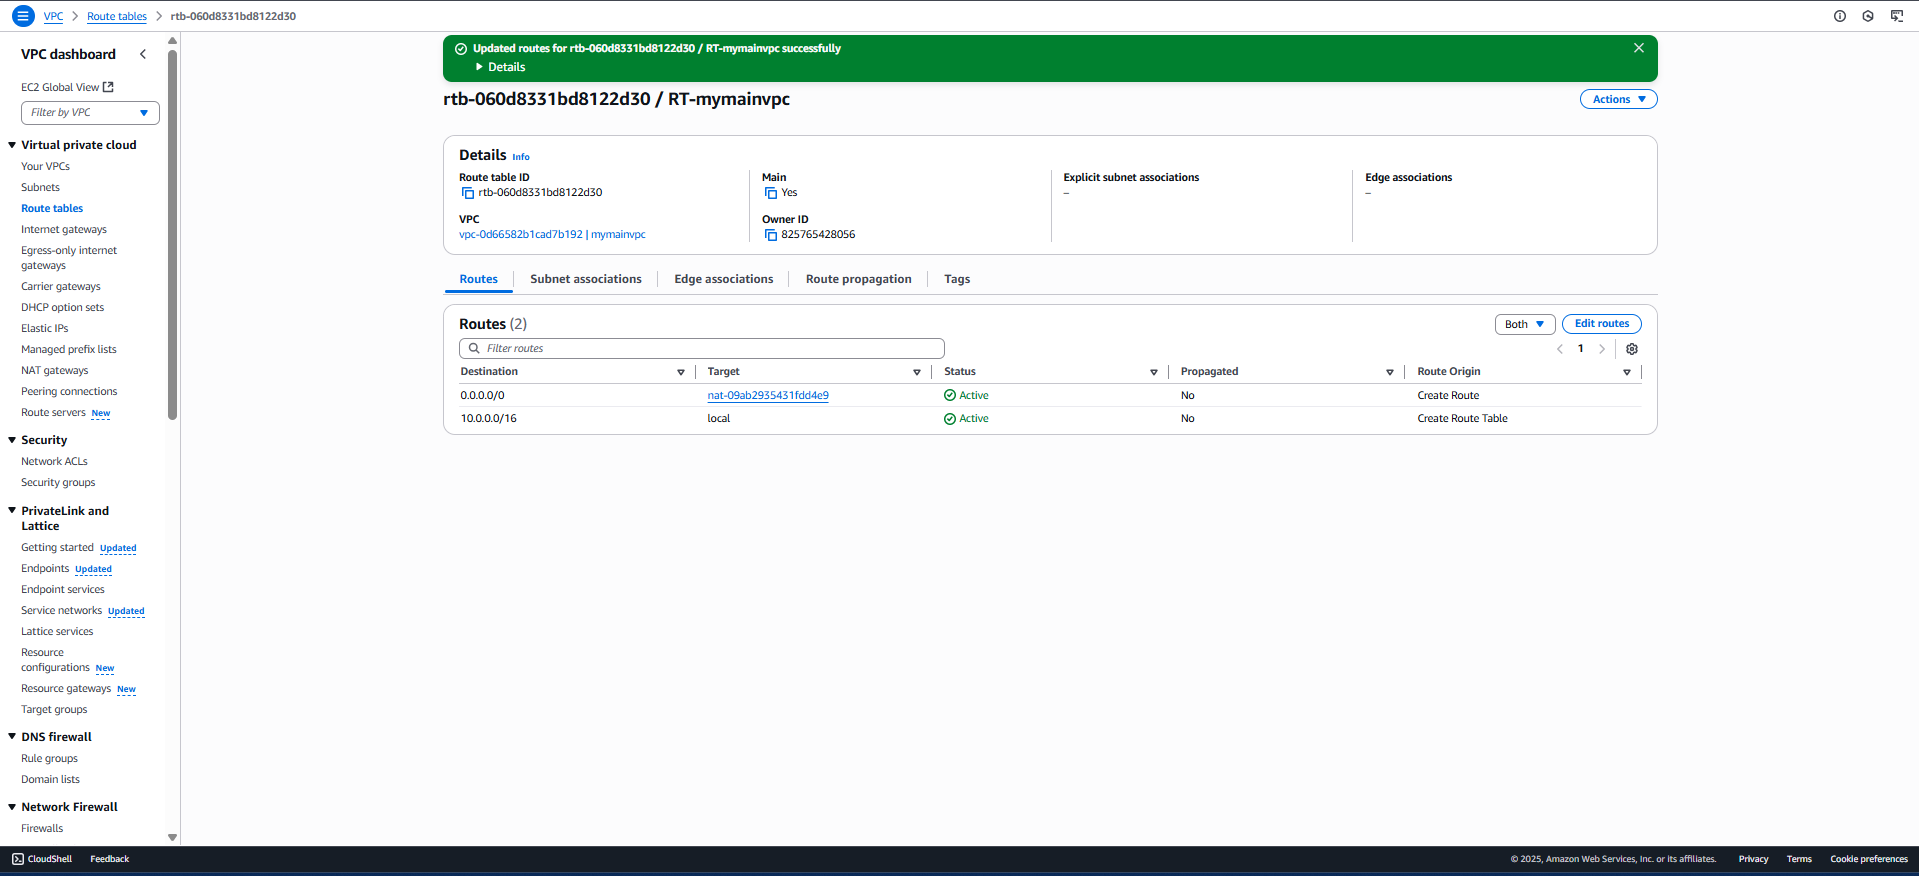 VPC > Route tables > rtb-060d8331bd8122d30
VPC dashboard
EC2 Global View
Filter by VPC
Virtual private cloud
Your VPCs
Subnets
Route tables
Internet gateways
Egress-only internet
gateways
Carrier gateways
DHCP option sets
Elastic IPs
Managed prefix lists
NAT gateways
Peering connections
Route servers New
Security
Network ACLs
Security groups
PrivateLink and
Lattice
Getting started Updated
Endpoints Updated
Endpoint services
Service networks Updated
Lattice services
Resource
configurations New
Resource gateways New
Target groups
DNS firewall
Rule groups
Domain lists
Network Firewall
Firewalls
Updated routes for rtb-060d8331bd8122d30 / RT-mymainvpc successfully
Details
rtb-060d8331bd8122d30 / RT-mymainvpc
Actions
Details Info
Route table ID
rtb-060d8331bd8122d30
VPC
vpc-0d66582b1cad7b192 | mymainvpc
Main
Yes
Owner ID
825765428056
Explicit subnet associations
–
Edge associations
–
Routes Subnet associations Edge associations Route propagation Tags
Routes (2)
Both Edit routes
Filter routes
1
Destination Target Status Propagated Route Origin
0.0.0.0/0 nat-09ab2935431fdd4e9 Active No Create Route
10.0.0.0/16 local Active No Create Route Table
CloudShell Feedback © 2025, Amazon Web Services, Inc. or its affiliates. Privacy Terms Cookie preferences